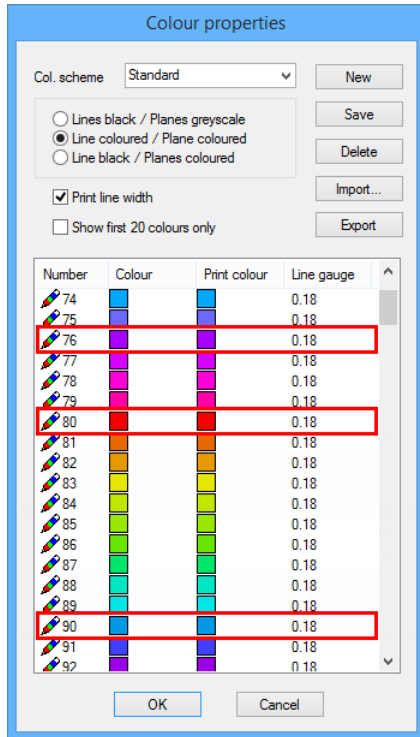 Colour properties
Col. scheme Standard New
Lines black / Planes greyscale Save
Line coloured / Plane coloured
Line black / Planes coloured Delete
Print line width Import...
Show first 20 colours only Export
Number Colour Print colour Line gauge
74 0.18
75 0.18
76 0.18
77 0.18
78 0.18
79 0.18
80 0.18
81 0.18
82 0.18
83 0.18
84 0.18
85 0.18
86 0.18
87 0.18
88 0.18
89 0.18
90 0.18
91 0.18
92 0.18
OK Cancel